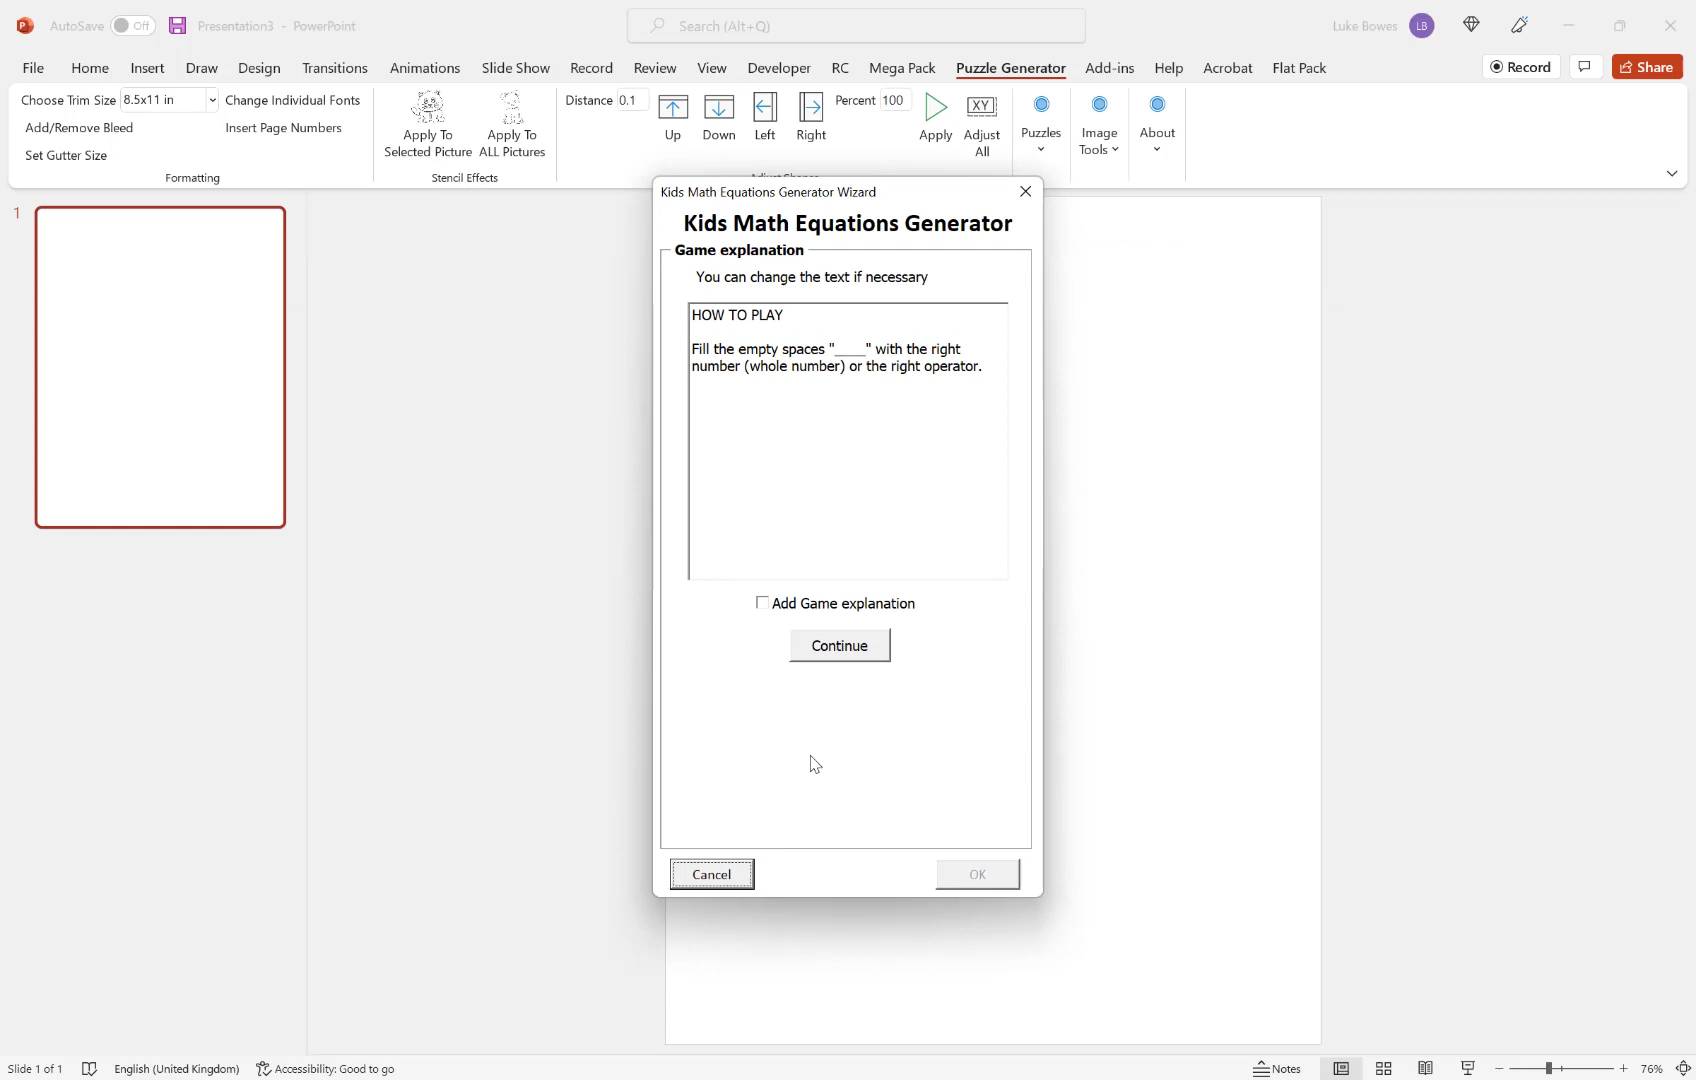 AutoSave Off Presentation3 - PowerPoint Search (Alt+Q) Luke Bowes LB
File Home Insert Draw Design Transitions Animations Slide Show Record Review View Developer RC Mega Pack Puzzle Generator Add-ins Help Acrobat Flat Pack Record Share
Choose Trim Size 8.5x11 in Change Individual Fonts
Add/Remove Bleed Insert Page Numbers
Set Gutter Size
Formatting
Apply To
Selected Picture
Apply To
ALL Pictures
Stencil Effects
Distance 0.1
Up
Down
Left
Right
Percent 100
Apply
XY
Adjust
All
Adjust Shapes
Puzzles
Image
Tools
About
1
Kids Math Equations Generator Wizard
Kids Math Equations Generator
Game explanation
You can change the text if necessary
HOW TO PLAY
Fill the empty spaces "____" with the right
number (whole number) or the right operator.
Add Game explanation
Continue
Cancel OK
Slide 1 of 1 English (United Kingdom) Accessibility: Good to go Notes 76%